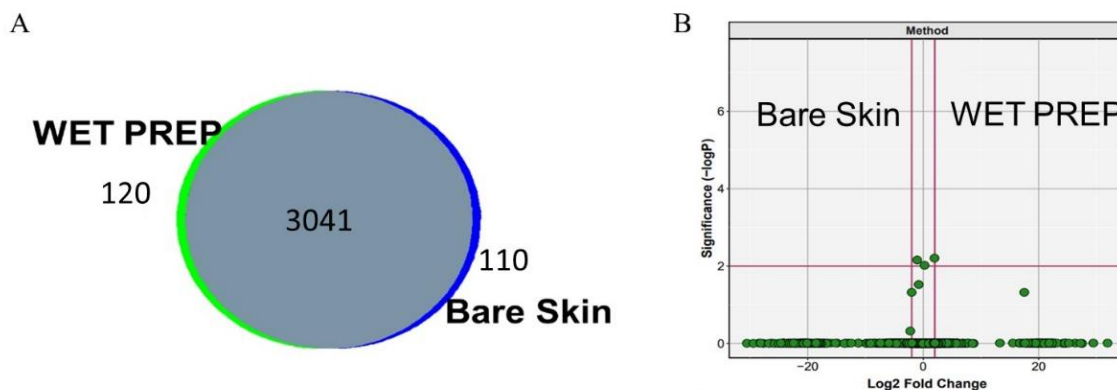 A
WET PREP
120
3041
110
Bare Skin
B
Method
Bare Skin
WET PREP
Significance (−logP)
6
4
2
0
−20
0
20
Log2 Fold Change